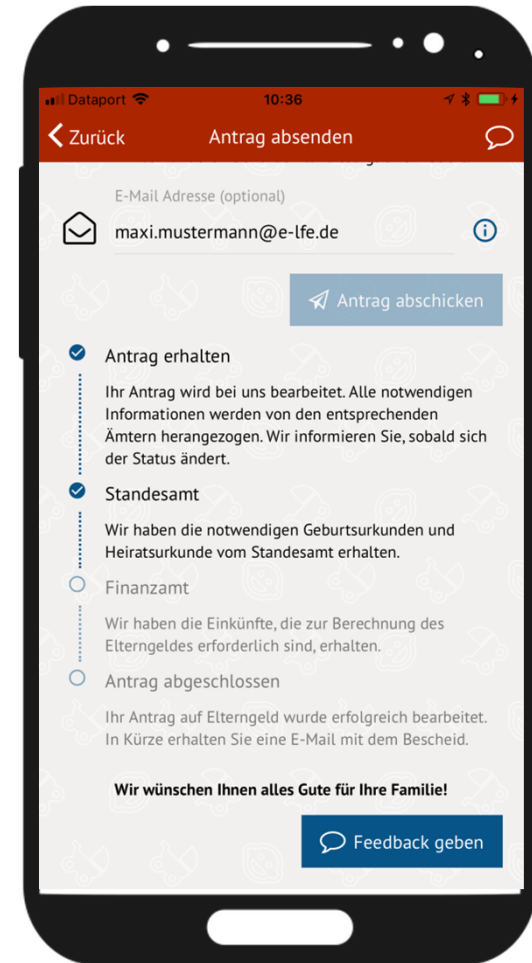 Dataport 10:36
Zurück Antrag absenden
E-Mail Adresse (optional)
maxi.mustermann@e-lfe.de
Antrag abschicken
Antrag erhalten
Ihr Antrag wird bei uns bearbeitet. Alle notwendigen
Informationen werden von den entsprechenden
Ämtern herangezogen. Wir informieren Sie, sobald sich
der Status ändert.
Standesamt
Wir haben die notwendigen Geburtsurkunden und
Heiratsurkunde vom Standesamt erhalten.
Finanzamt
Wir haben die Einkünfte, die zur Berechnung des
Elterngeldes erforderlich sind, erhalten.
Antrag abgeschlossen
Ihr Antrag auf Elterngeld wurde erfolgreich bearbeitet.
In Kürze erhalten Sie eine E-Mail mit dem Bescheid.
Wir wünschen Ihnen alles Gute für Ihre Familie!
Feedback geben